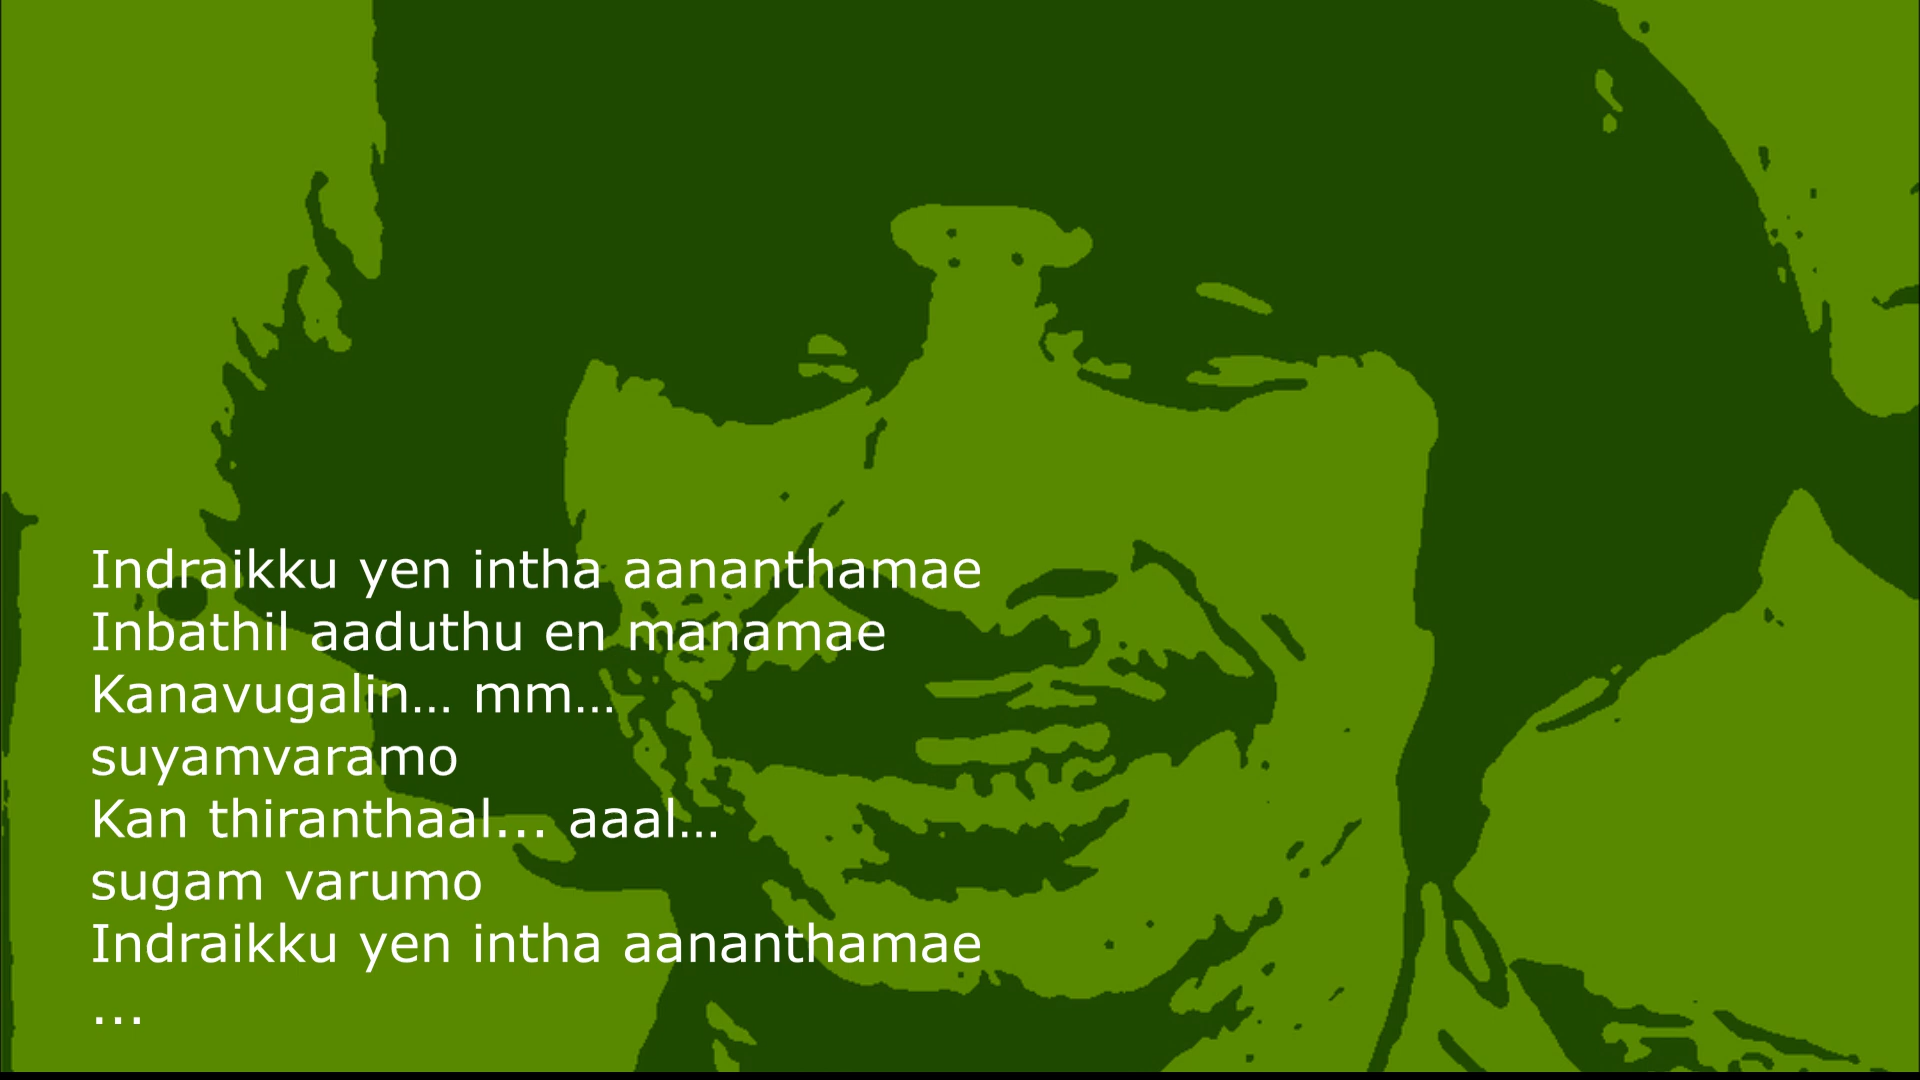 Indraikku yen intha aananthamae
Inbathil aaduthu en manamae
Kanavugalin… mm…
suyamvaramo
Kan thiranthaal... aaal…
sugam varumo
Indraikku yen intha aananthamae
...